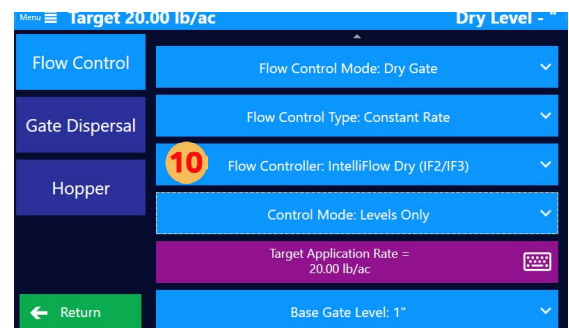 Menu Target 20.00 lb/ac
Dry Level - "
Flow Control
Gate Dispersal
Hopper
Return
Flow Control Mode: Dry Gate
Flow Control Type: Constant Rate
10
Flow Controller: IntelliFlow Dry (IF2/IF3)
Control Mode: Levels Only
Target Application Rate =
20.00 lb/ac
Base Gate Level: 1"